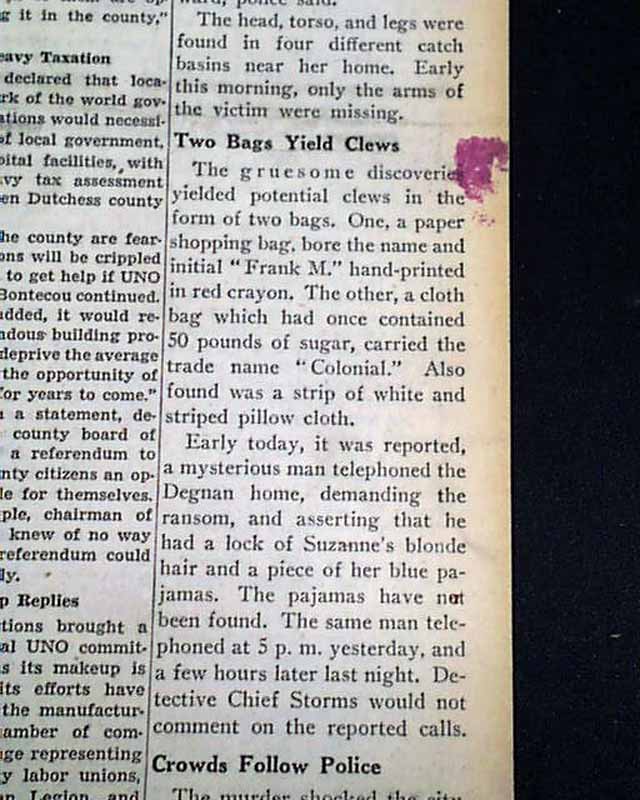 g it in the county,"
eavy Taxation
declared that loca-
rk of the world gov-
ations would necessi-
of local government,
pital facilities, with
vy tax assessment
en Dutchess county
he county are fear-
ons will be crippled
to get help if UNO
Bontecou continued.
added, it would re-
ndous building pro-
deprive the average
the opportunity of
for years to come."
a statement, de-
county board of
a referendum to
nty citizens an op-
le for themselves.
ple, chairman of
knew of no way
referendum could
ly.
p Replies
tions brought a
al UNO commit-
s its makeup is
its efforts have
the manufactur-
amber of com-
ge representing
y labor unions,
n Legion, and
ward, police said.
The head, torso, and legs were
found in four different catch
basins near her home. Early
this morning, only the arms of
the victim were missing.
Two Bags Yield Clews
The gruesome discoveries
yielded potential clews in the
form of two bags. One, a paper
shopping bag, bore the name and
initial "Frank M." hand-printed
in red crayon. The other, a cloth
bag which had once contained
50 pounds of sugar, carried the
trade name "Colonial." Also
found was a strip of white and
striped pillow cloth.
Early today, it was reported,
a mysterious man telephoned the
Degnan home, demanding the
ransom, and asserting that he
had a lock of Suzanne's blonde
hair and a piece of her blue pa-
jamas. The pajamas have not
been found. The same man tele-
phoned at 5 p. m. yesterday, and
a few hours later last night. De-
tective Chief Storms would not
comment on the reported calls.
Crowds Follow Police
The murder shocked the city